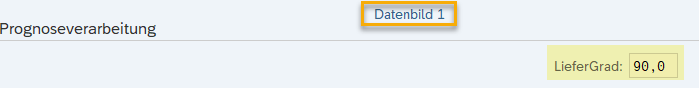 Datenbild 1
Prognoseverarbeitung
LieferGrad: 90,0